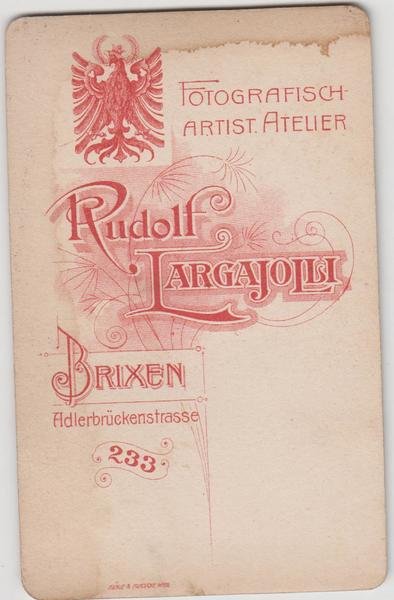 FOTOGRAFISCH-
ARTIST. ATELIER
Rudolf
LARGAJOLLI
BRIXEN
Adlerbrückenstrasse
233